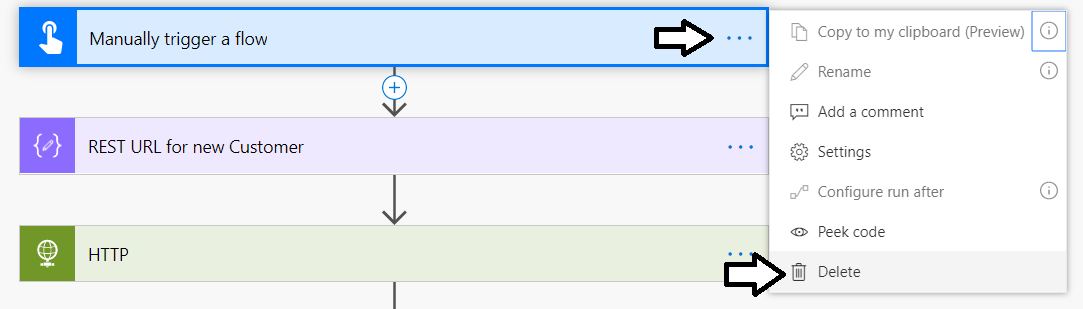 Manually trigger a flow
REST URL for new Customer
HTTP
Copy to my clipboard (Preview)
Rename
Add a comment
Settings
Configure run after
Peek code
Delete